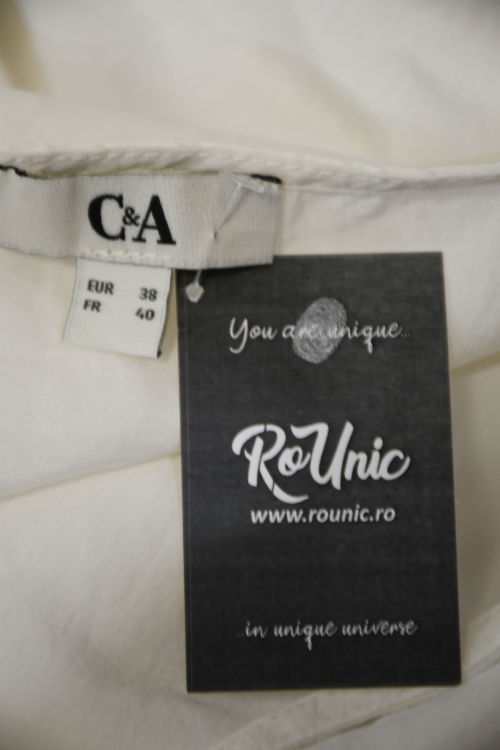 C&A
EUR 38
FR 40
You are unique...
RoUnic
www.rounic.ro
...in unique universe